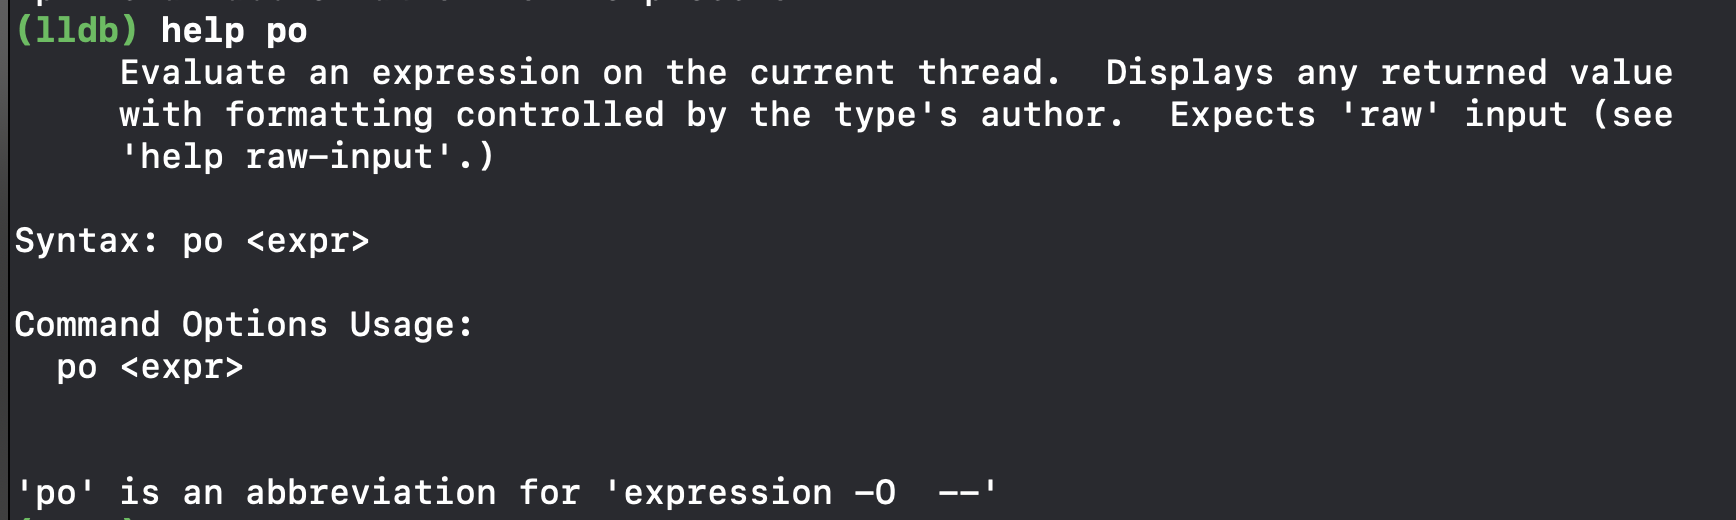 (lldb) help po
     Evaluate an expression on the current thread.  Displays any returned value
     with formatting controlled by the type's author.  Expects 'raw' input (see
     'help raw-input'.)

Syntax: po <expr>

Command Options Usage:
  po <expr>


'po' is an abbreviation for 'expression -O  --'